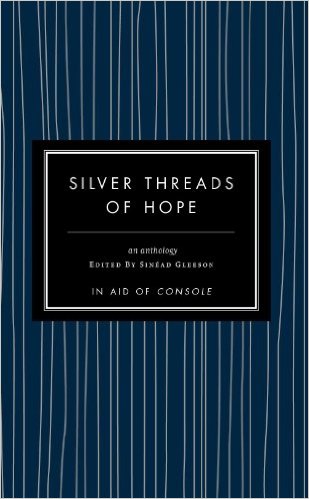 SILVER THREADS
OF HOPE
an anthology
EDITED BY SINÉAD GLEESON
IN AID OF CONSOLE